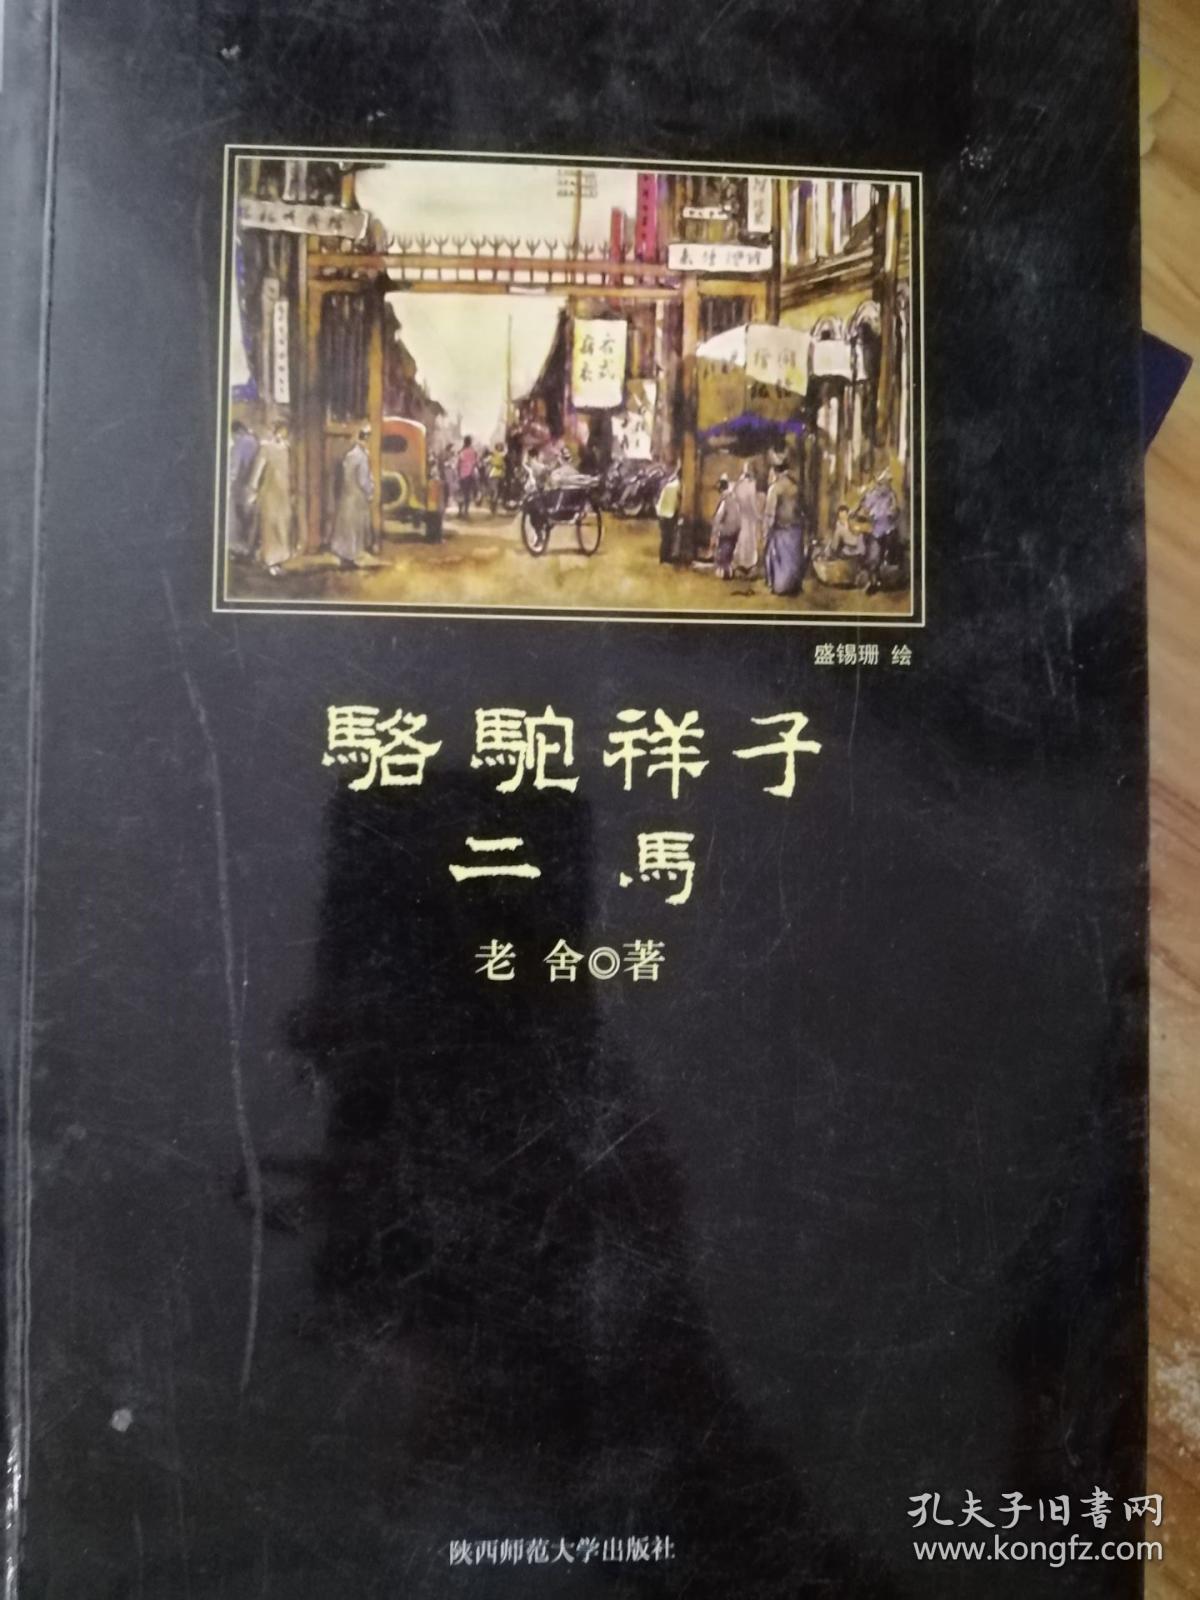 盛锡珊 绘
駱駝祥子
二馬
老舍◎著
陕西师范大学出版社
孔夫子旧書网
www.kongfz.com